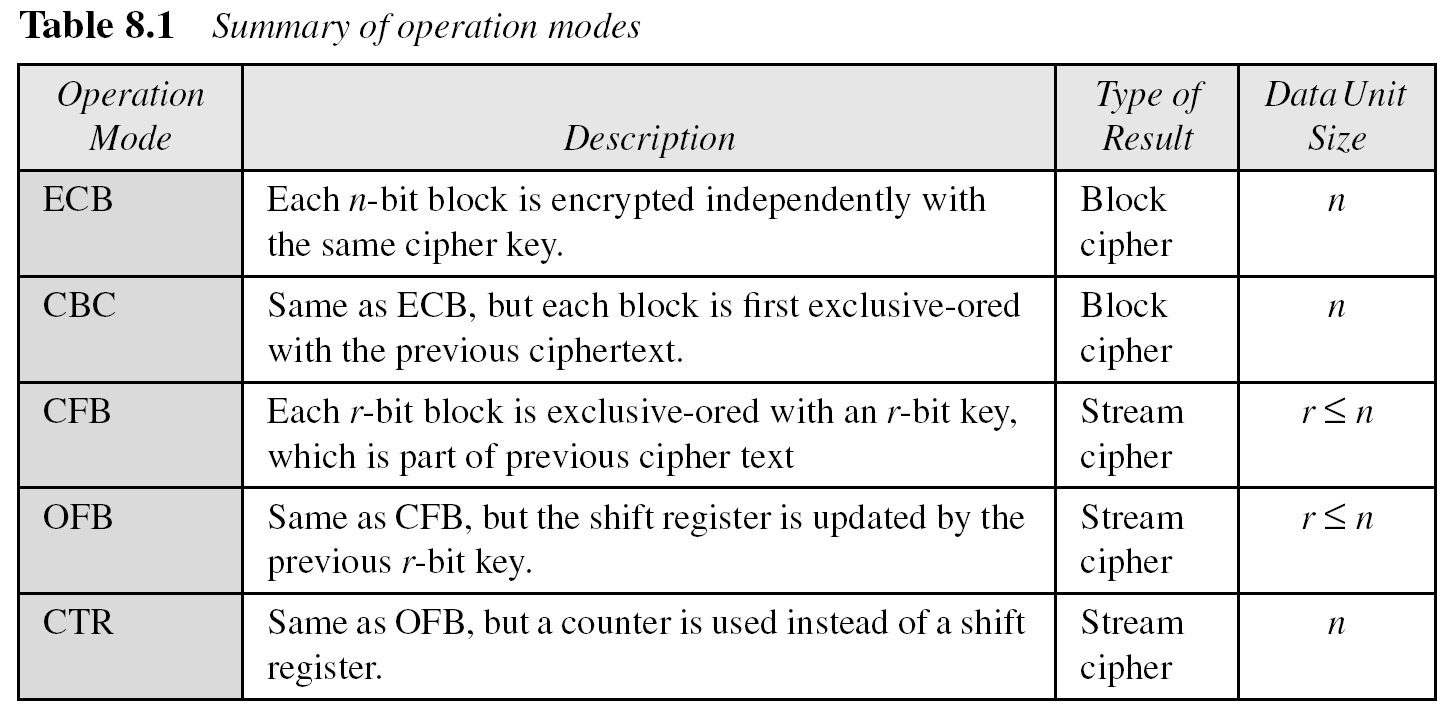 Table 8.1 Summary of operation modes
Operation Mode Description Type of Result Data Unit Size
ECB Each n-bit block is encrypted independently with Block n
the same cipher key. cipher
CBC Same as ECB, but each block is first exclusive-ored Block n
with the previous ciphertext. cipher
CFB Each r-bit block is exclusive-ored with an r-bit key, Stream r ≤ n
which is part of previous cipher text cipher
OFB Same as CFB, but the shift register is updated by the Stream r ≤ n
previous r-bit key. cipher
CTR Same as OFB, but a counter is used instead of a shift Stream n
register. cipher